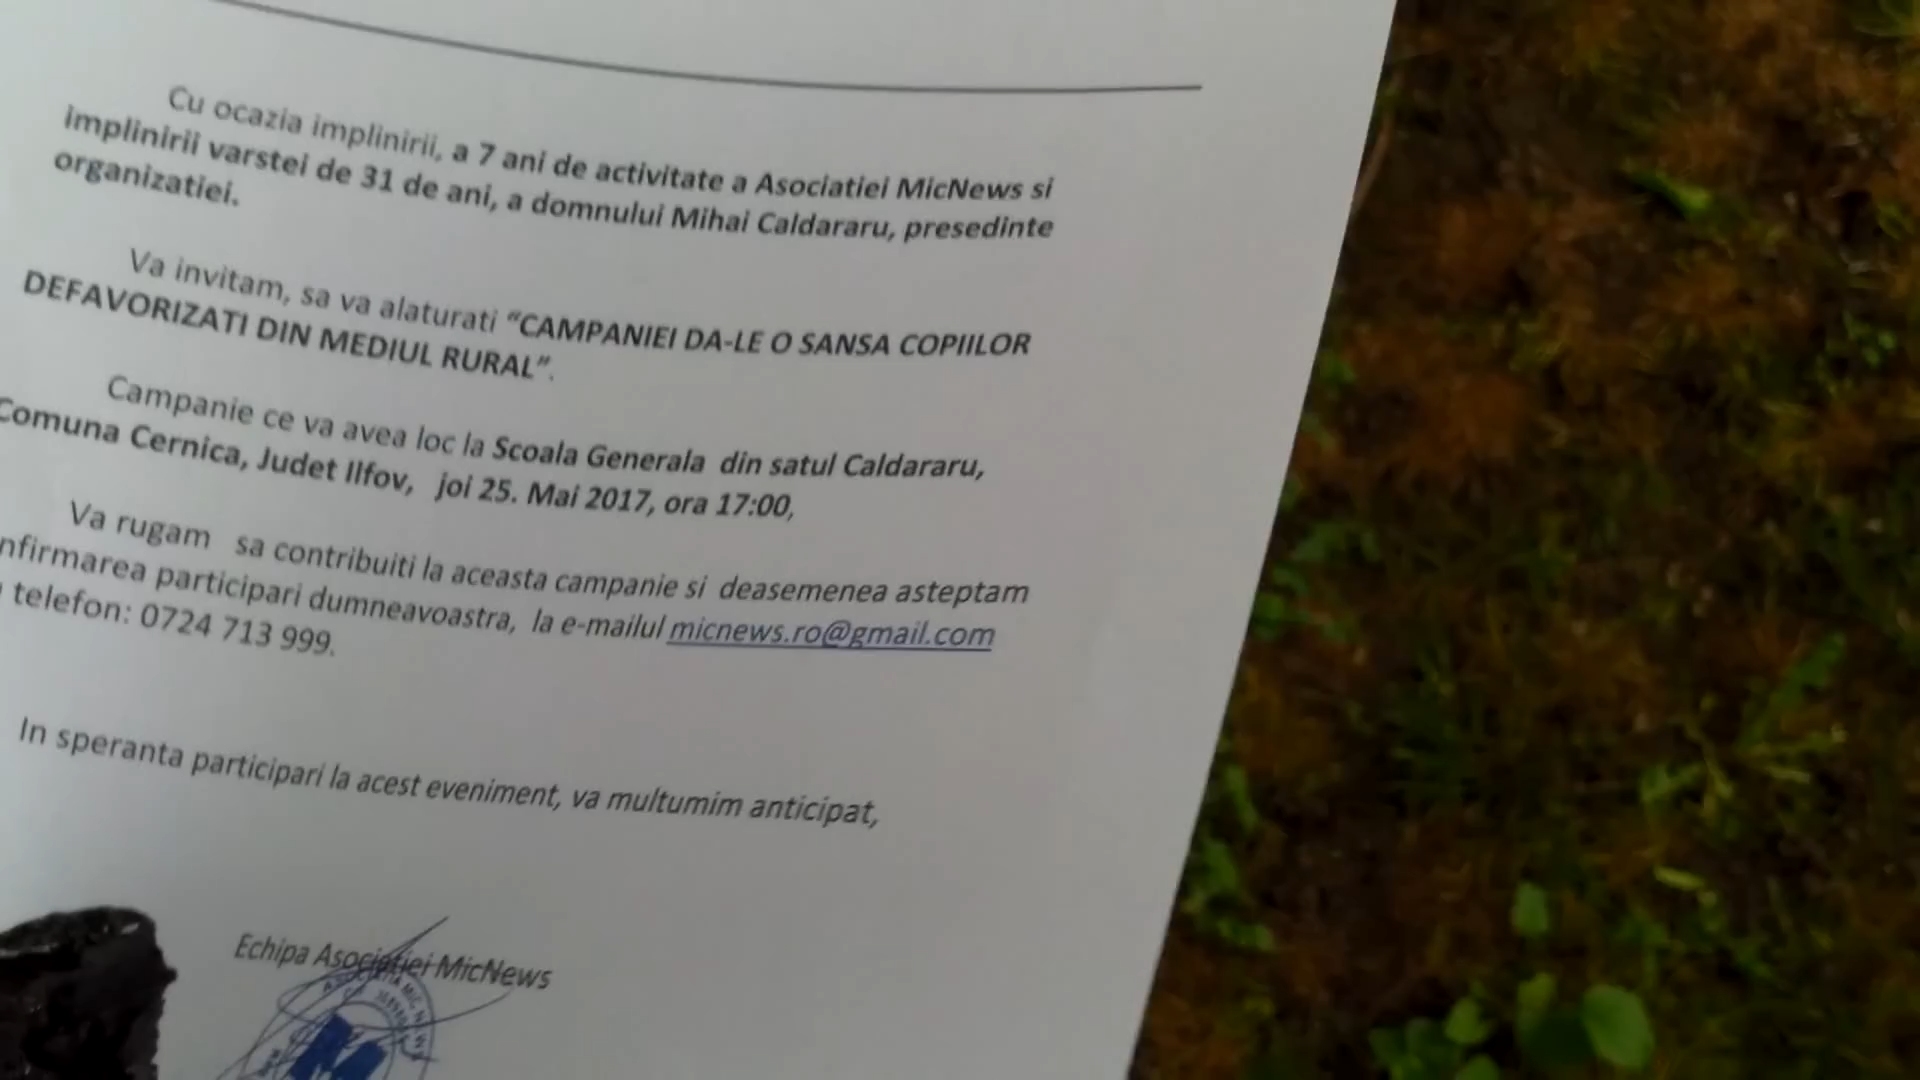 Cu ocazia implinirii, a 7 ani de activitate a Asociatiei MicNews si
implinirii varstei de 31 de ani, a domnului Mihai Caldararu, presedinte
organizatiei.
Va invitam, sa va alaturati “CAMPANIEI DA-LE O SANSA COPIILOR
DEFAVORIZATI DIN MEDIUL RURAL”.
Campanie ce va avea loc la Scoala Generala din satul Caldararu,
Comuna Cernica, Judet Ilfov, joi 25. Mai 2017, ora 17:00,
Va rugam sa contribuiti la aceasta campanie si deasemenea asteptam
nfirmarea participari dumneavoastra, la e-mailul micnews.ro@gmail.com
telefon: 0724 713 999.
In speranta participari la acest eveniment, va multumim anticipat,
Echipa Asociatiei MicNews